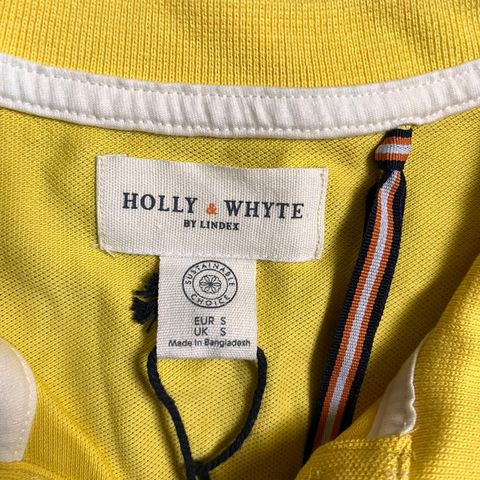 HOLLY & WHYTE
BY LINDEX
SUSTAINABLE
CHOICE
EUR S
UK S
Made in Bangladesh